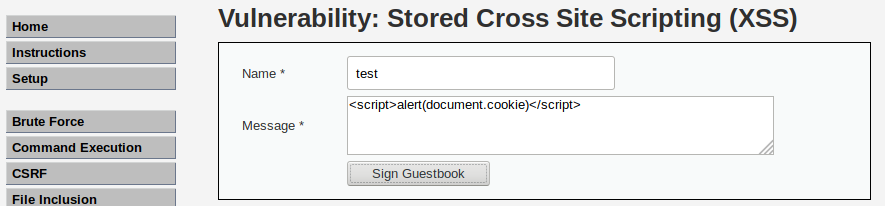 Vulnerability: Stored Cross Site Scripting (XSS)
Home
Instructions
Setup
Brute Force
Command Execution
CSRF
File Inclusion
Name *
test
Message *
<script>alert(document.cookie)</script>
Sign Guestbook